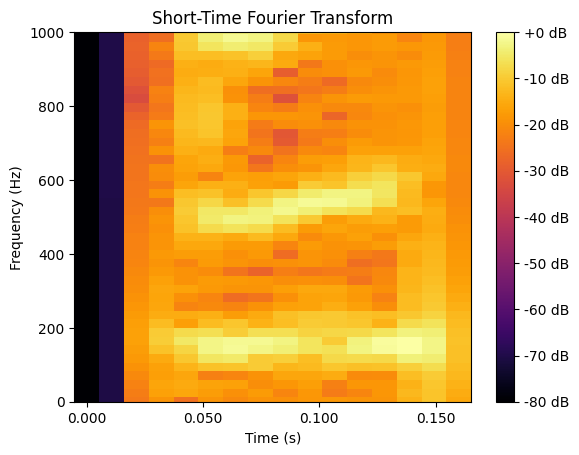 Short-Time Fourier Transform
Frequency (Hz)
1000
800
600
400
200
0
0.000 0.050 0.100 0.150
Time (s)
+0 dB
-10 dB
-20 dB
-30 dB
-40 dB
-50 dB
-60 dB
-70 dB
-80 dB